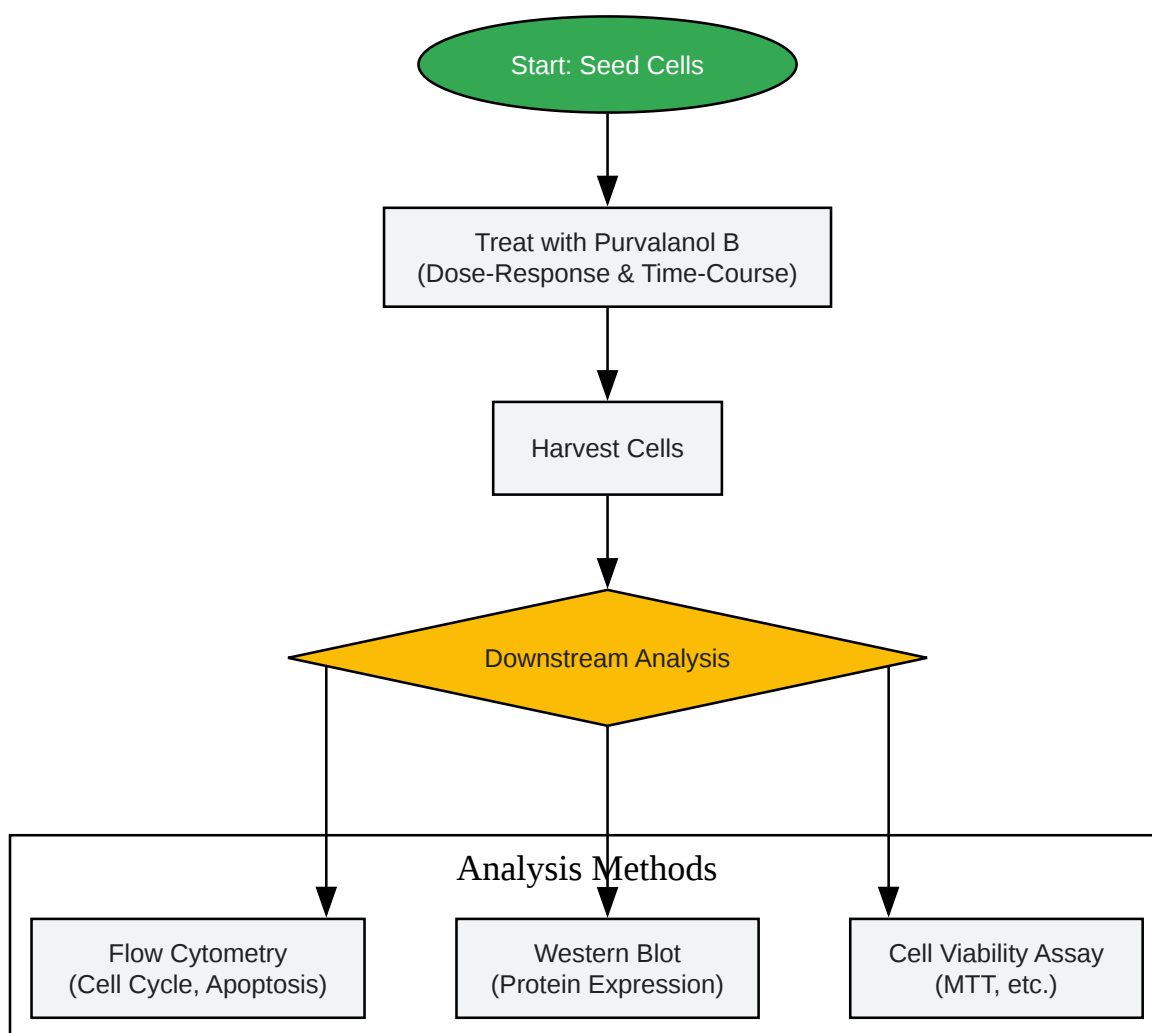 Start: Seed Cells
Treat with Purvalanol B
(Dose-Response & Time-Course)
Harvest Cells
Downstream Analysis
Analysis Methods
Flow Cytometry
(Cell Cycle, Apoptosis)
Western Blot
(Protein Expression)
Cell Viability Assay
(MTT, etc.)